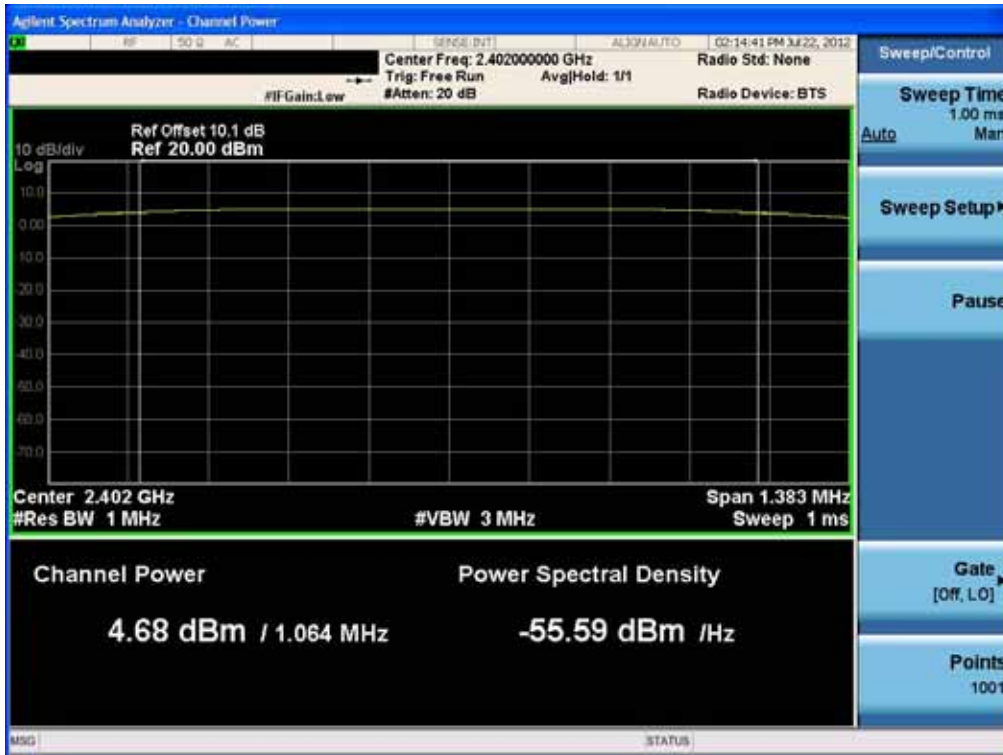 Agilent Spectrum Analyzer - Channel Power
RF 50 Ω AC SENSE:INT ALIGN AUTO 02:14:41 PM Jul 22, 2012
Center Freq: 2.402000000 GHz Radio Std: None
Trig: Free Run Avg|Hold: 1/1
#IFGain:Low #Atten: 20 dB Radio Device: BTS
Ref Offset 10.1 dB
10 dB/div Ref 20.00 dBm
Log
10.0
0.00
-10.0
-20.0
-30.0
-40.0
-50.0
-60.0
-70.0
Center 2.402 GHz Span 1.383 MHz
#Res BW 1 MHz #VBW 3 MHz Sweep 1 ms
Channel Power Power Spectral Density
4.68 dBm / 1.064 MHz -55.59 dBm /Hz
MSG STATUS
Sweep/Control
Sweep Time
1.00 ms
Auto Man
Sweep Setup
Pause
Gate
[Off, LO]
Points
1001